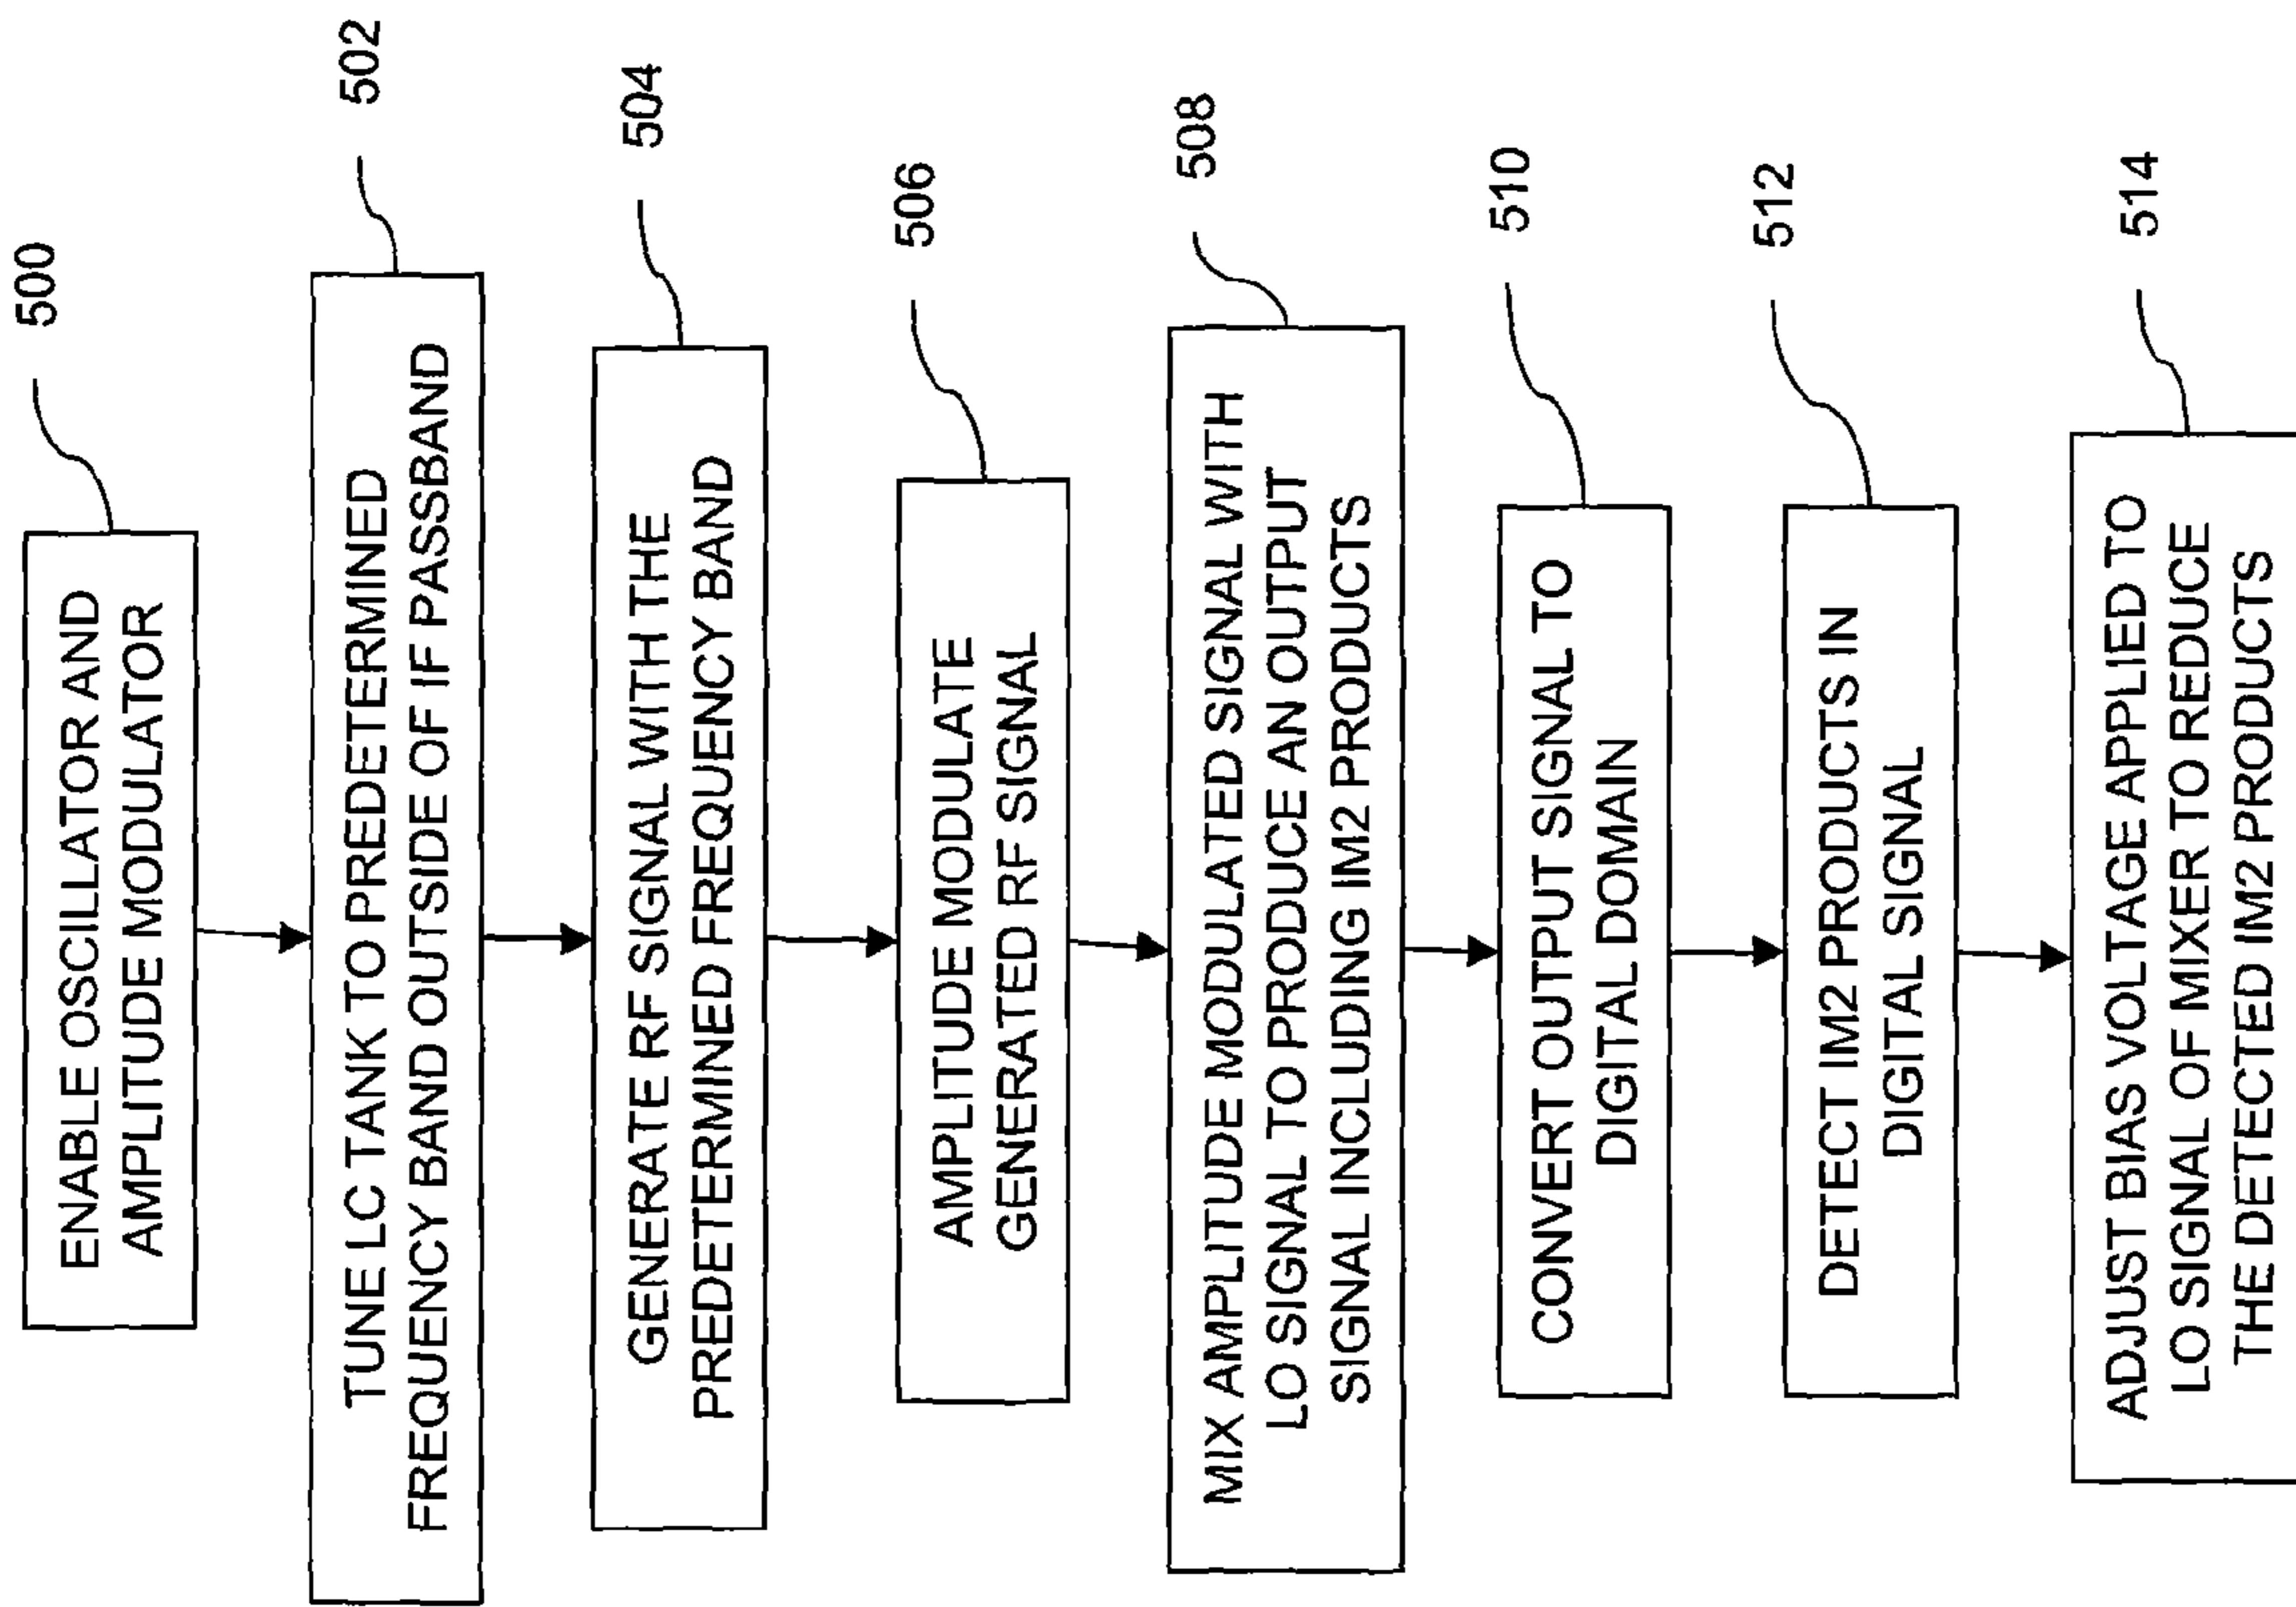 500
ENABLE OSCILLATOR AND
AMPLITUDE MODULATOR
502
TUNE LC TANK TO PREDETERMINED
FREQUENCY BAND OUTSIDE OF IF PASSBAND
504
GENERATE RF SIGNAL WITH THE
PREDETERMINED FREQUENCY BAND
506
AMPLITUDE MODULATE
GENERATED RF SIGNAL
508
MIX AMPLITUDE MODULATED SIGNAL WITH
LO SIGNAL TO PRODUCE AN OUTPUT
SIGNAL INCLUDING IM2 PRODUCTS
510
CONVERT OUTPUT SIGNAL TO
DIGITAL DOMAIN
512
DETECT IM2 PRODUCTS IN
DIGITAL SIGNAL
514
ADJUST BIAS VOLTAGE APPLIED TO
LO SIGNAL OF MIXER TO REDUCE
THE DETECTED IM2 PRODUCTS